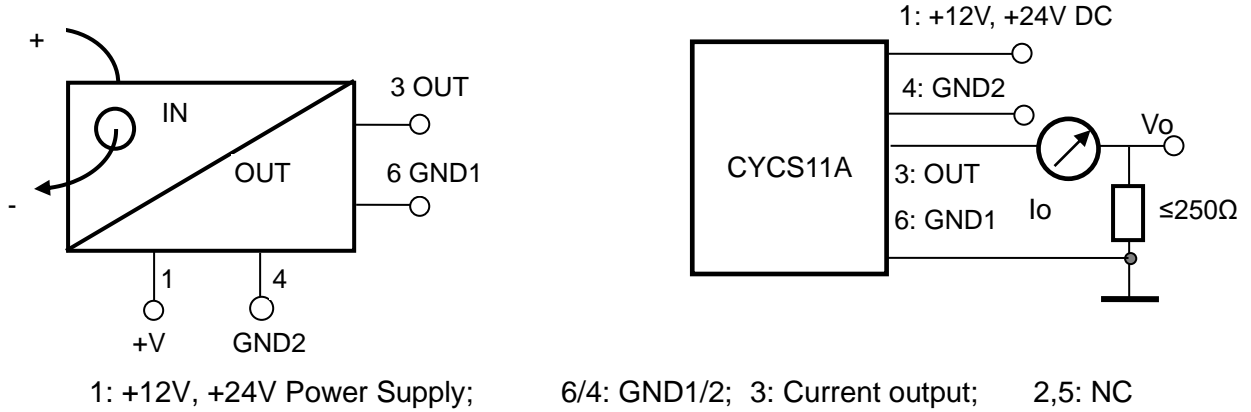 +
IN
OUT
-
3 OUT
6 GND1
1
4
+V
GND2
1: +12V, +24V DC
4: GND2
CYCS11A
3: OUT
6: GND1
Io
Vo
≤250Ω
1: +12V, +24V Power Supply; 6/4: GND1/2; 3: Current output; 2,5: NC